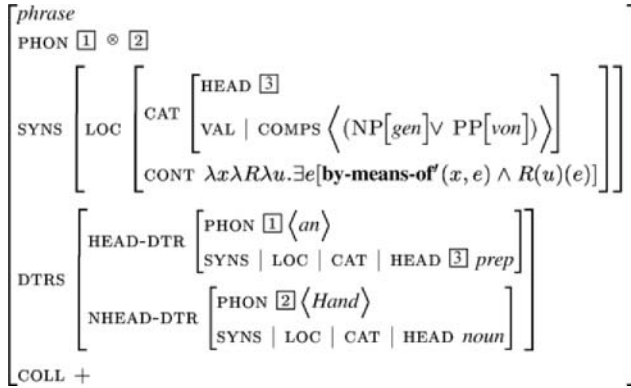 phrase
PHON 1 ⊗ 2
SYNS | LOC | CAT | HEAD 3
VAL | COMPS ⟨(NP[gen]∨ PP[von])⟩
CONT λxλRλu.∃e[by-means-of′(x, e) ∧ R(u)(e)]
DTRS | HEAD-DTR | PHON 1 ⟨an⟩
SYNS | LOC | CAT | HEAD 3 prep
NHEAD-DTR | PHON 2 ⟨Hand⟩
SYNS | LOC | CAT | HEAD noun
COLL +